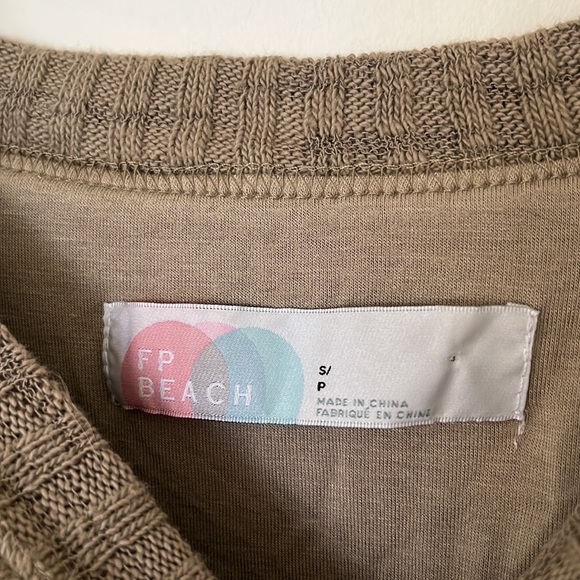 FP
BEACH
S/
P
MADE IN CHINA
FABRIQUÉ EN CHINE